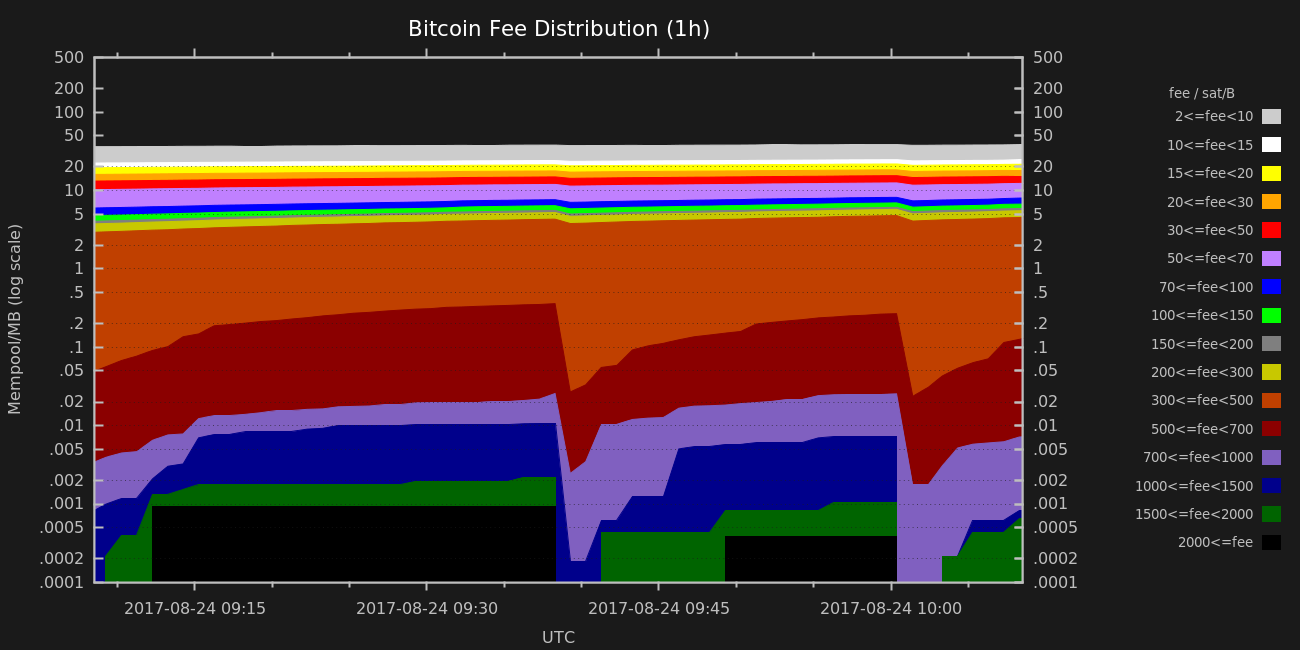 Bitcoin Fee Distribution (1h)
500 500
200 200
100 100
50 50
20 20
10 10
5 5
2 2
1 1
.5 .5
.2 .2
.1 .1
.05 .05
.02 .02
.01 .01
.005 .005
.002 .002
.001 .001
.0005 .0005
.0002 .0002
.0001 .0001
Mempool/MB (log scale)
2017-08-24 09:15 2017-08-24 09:30 2017-08-24 09:45 2017-08-24 10:00
UTC
fee / sat/B
2<=fee<10
10<=fee<15
15<=fee<20
20<=fee<30
30<=fee<50
50<=fee<70
70<=fee<100
100<=fee<150
150<=fee<200
200<=fee<300
300<=fee<500
500<=fee<700
700<=fee<1000
1000<=fee<1500
1500<=fee<2000
2000<=fee